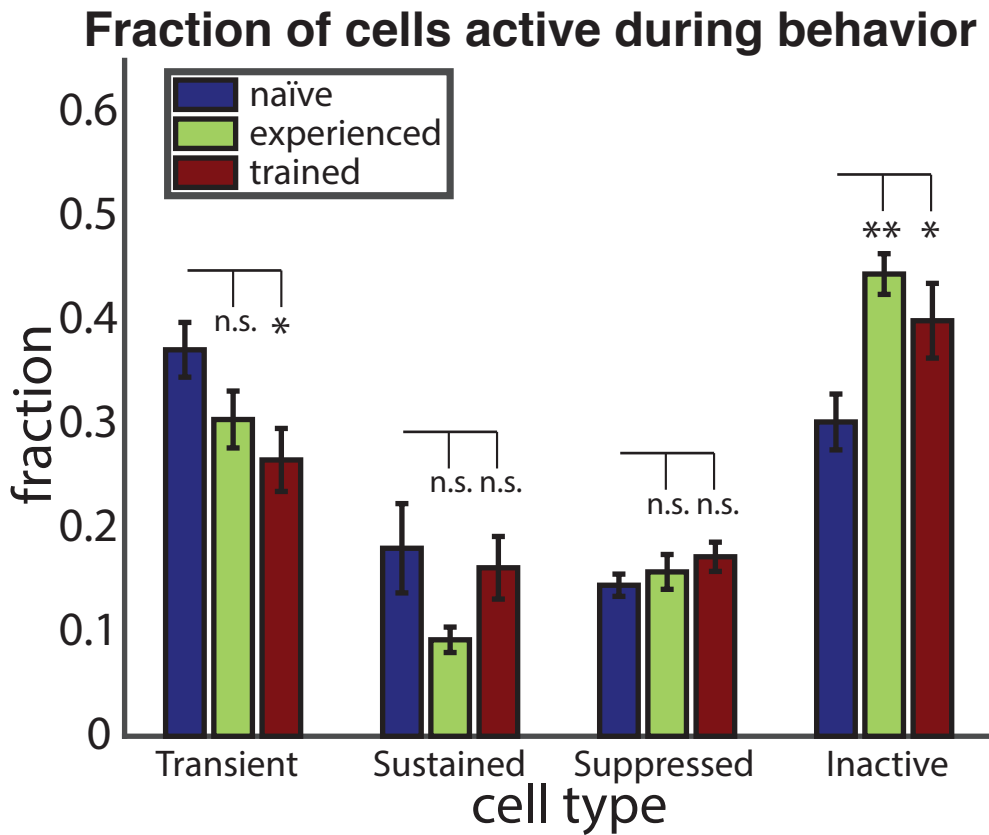 Fraction of cells active during behavior
naïve
experienced
trained
0.6
0.5
0.4
0.3
0.2
0.1
0
fraction
n.s. *
n.s. n.s.
n.s. n.s.
** *
Transient Sustained Suppressed Inactive
cell type